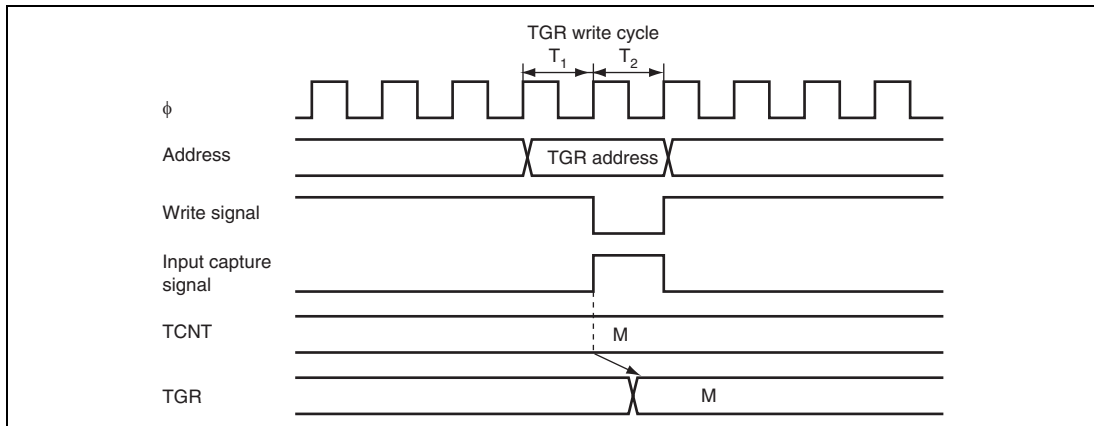 TGR write cycle
T1 T2
ϕ
Address
TGR address
Write signal
Input capture
signal
TCNT
M
TGR
M